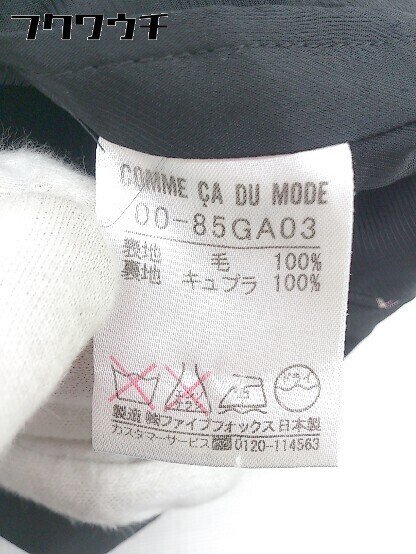 フクワウチ
COMME ÇA DU MODE
00-85GA03
表地 毛 100%
裏地 キュプラ 100%
製造 ㈱ファイブフォックス 日本製
カスタマーサービス 0120-114563